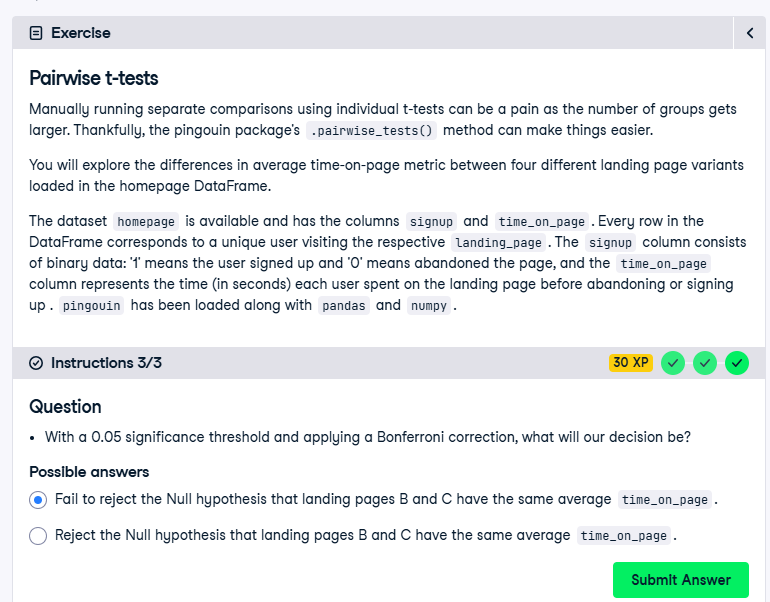 Exercise
Pairwise t-tests
Manually running separate comparisons using individual t-tests can be a pain as the number of groups gets
larger. Thankfully, the pingouin package's .pairwise_tests() method can make things easier.
You will explore the differences in average time-on-page metric between four different landing page variants
loaded in the homepage DataFrame.
The dataset homepage is available and has the columns signup and time_on_page. Every row in the
DataFrame corresponds to a unique user visiting the respective landing_page. The signup column consists
of binary data: '1' means the user signed up and '0' means abandoned the page, and the time_on_page
column represents the time (in seconds) each user spent on the landing page before abandoning or signing
up . pingouin has been loaded along with pandas and numpy.
Instructions 3/3 30 XP
Question
• With a 0.05 significance threshold and applying a Bonferroni correction, what will our decision be?
Possible answers
Fail to reject the Null hypothesis that landing pages B and C have the same average time_on_page.
Reject the Null hypothesis that landing pages B and C have the same average time_on_page.
Submit Answer